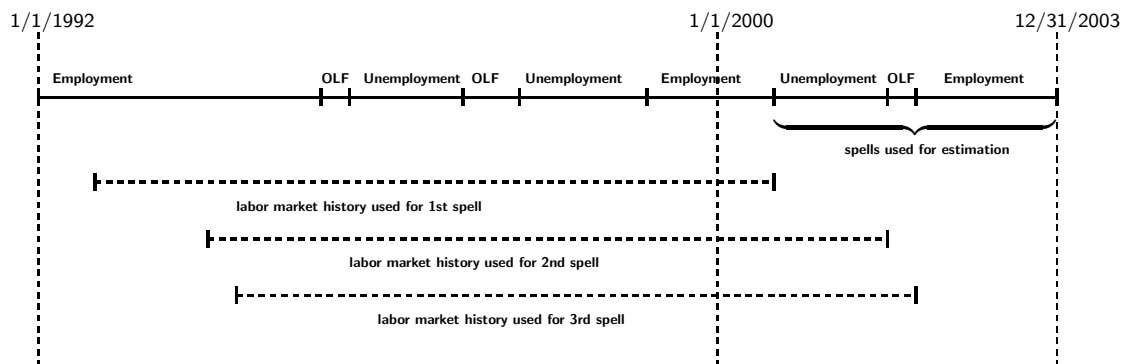 1/1/1992 1/1/2000 12/31/2003
Employment OLF Unemployment OLF Unemployment Employment Unemployment OLF Employment
spells used for estimation
labor market history used for 1st spell
labor market history used for 2nd spell
labor market history used for 3rd spell